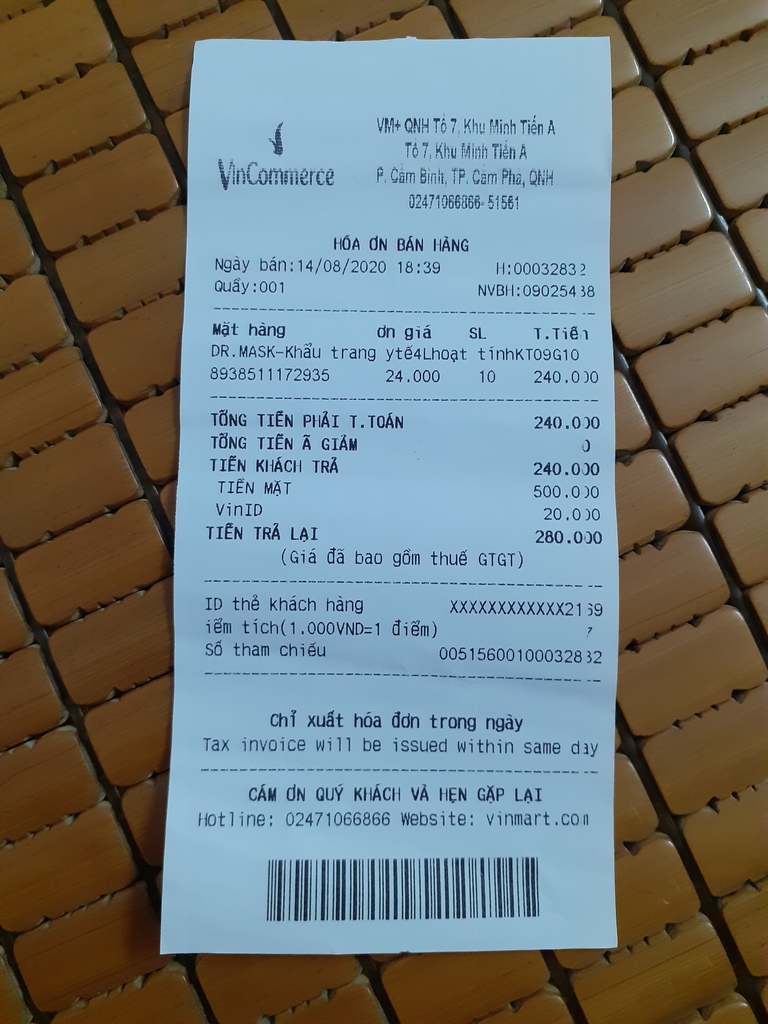 VinCommerce
VM+ QNH Tổ 7, Khu Minh Tiến A
Tổ 7, Khu Minh Tiến A
P. Cẩm Bình, TP. Cẩm Phả, QNH
02471066866-51561
HÓA ƠN BÁN HÀNG
Ngày bán:14/08/2020 18:39 H:00032832
Quầy:001 NVBH:09025438
Mặt hàng ơn giá SL T.Tiền
DR.MASK-Khẩu trang ytế4Lhoạt tínhKT09G10
8938511172935 24.000 10 240.000
TỔNG TIỀN PHẢI T.TOÁN 240.000
TỔNG TIỀN Ã GIẢM 0
TIỀN KHÁCH TRẢ 240.000
TIỀN MẶT 500.000
VinID 20.000
TIỀN TRẢ LẠI 280.000
(Giá đã bao gồm thuế GTGT)
ID thẻ khách hàng XXXXXXXXXXXX2169
iểm tích(1.000VND=1 điểm) 7
Số tham chiếu 00515600100032832
Chỉ xuất hóa đơn trong ngày
Tax invoice will be issued within same day
CÁM ƠN QUÝ KHÁCH VÀ HẸN GẶP LẠI
Hotline: 02471066866 Website: vinmart.com